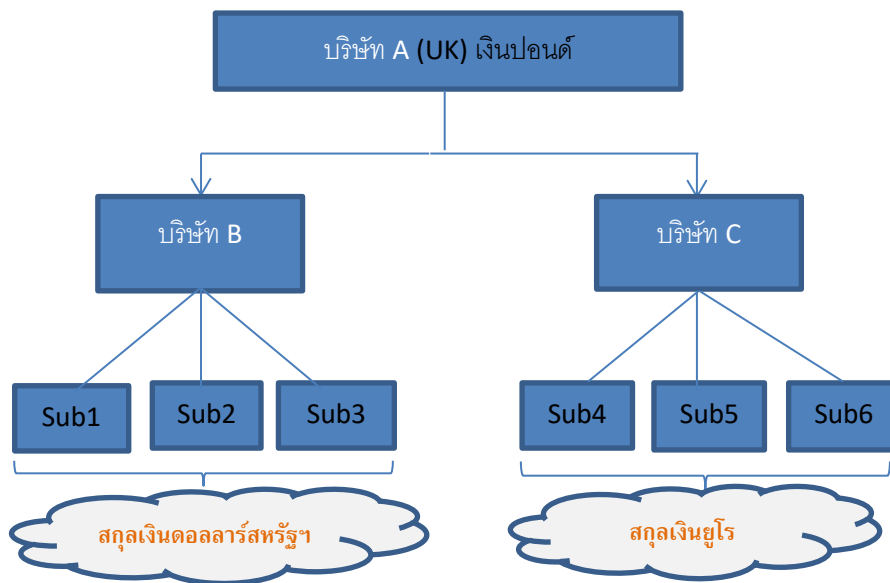 บริษัท A (UK) เงินปอนด์
บริษัท B
บริษัท C
Sub1
Sub2
Sub3
Sub4
Sub5
Sub6
สกุลเงินดอลลาร์สหรัฐฯ
สกุลเงินยูโร